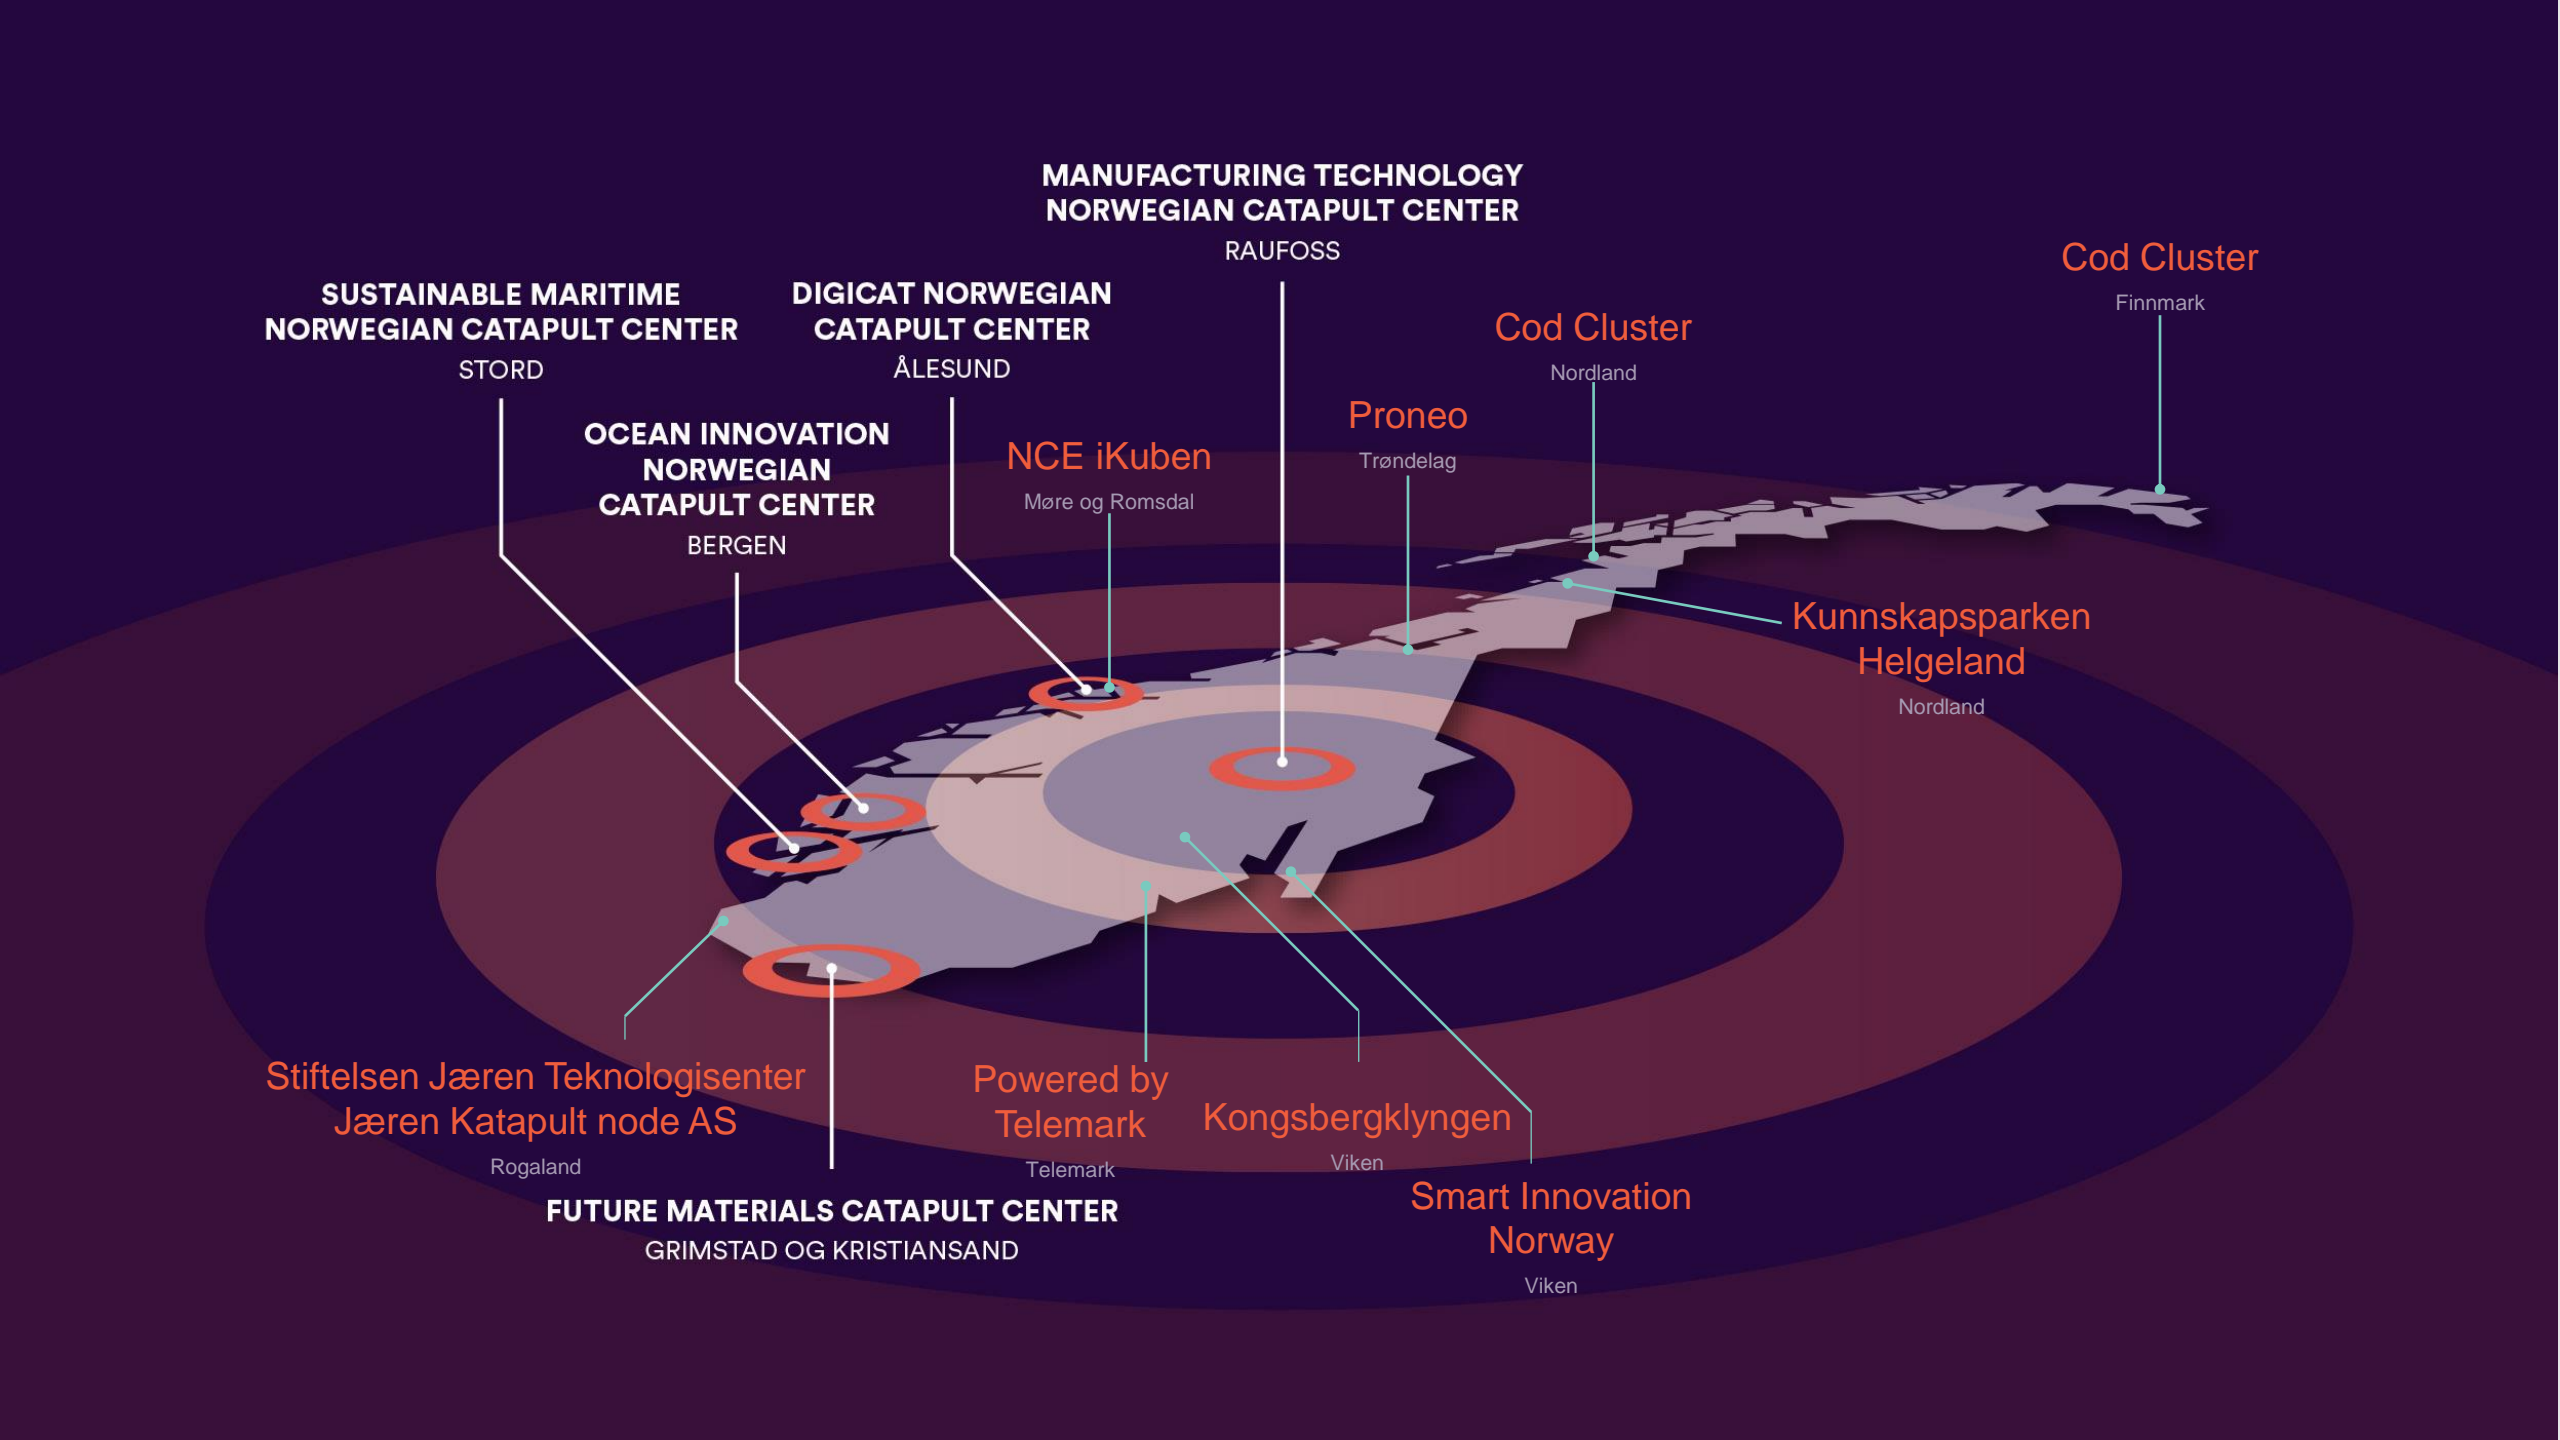 MANUFACTURING TECHNOLOGY
NORWEGIAN CATAPULT CENTER
RAUFOSS
SUSTAINABLE MARITIME
NORWEGIAN CATAPULT CENTER
STORD
DIGICAT NORWEGIAN
CATAPULT CENTER
ÅLESUND
OCEAN INNOVATION
NORWEGIAN
CATAPULT CENTER
BERGEN
NCE iKuben
Møre og Romsdal
Proneo
Trøndelag
Cod Cluster
Nordland
Cod Cluster
Finnmark
Kunnskapsparken
Helgeland
Nordland
Stiftelsen Jæren Teknologisenter
Jæren Katapult node AS
Rogaland
FUTURE MATERIALS CATAPULT CENTER
GRIMSTAD OG KRISTIANSAND
Powered by
Telemark
Telemark
Kongsbergklyngen
Viken
Smart Innovation
Norway
Viken